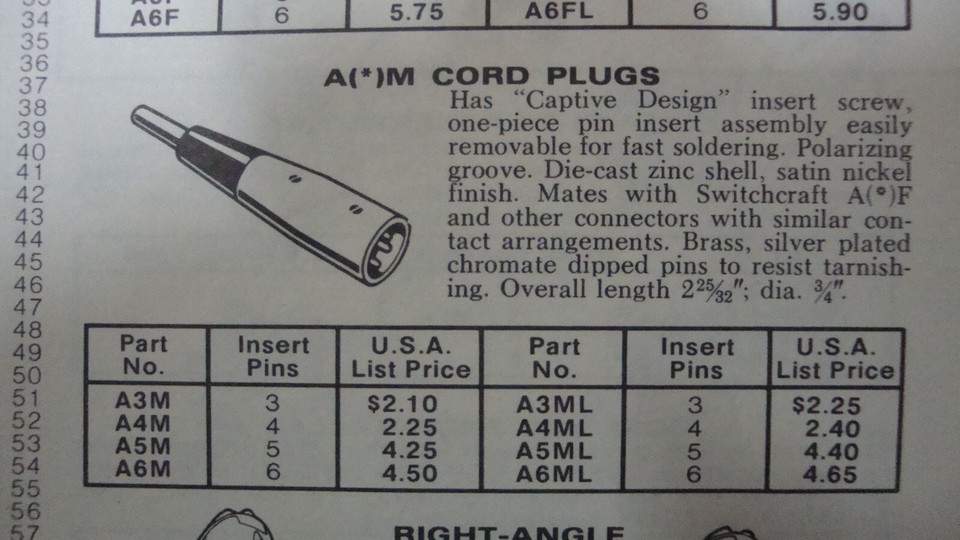 34 A6F 6 5.75 A6FL 6 5.90
35
36
37 A(*)M CORD PLUGS
38 Has “Captive Design” insert screw,
39 one-piece pin insert assembly easily
40 removable for fast soldering. Polarizing
41 groove. Die-cast zinc shell, satin nickel
42 finish. Mates with Switchcraft A(*)F
43 and other connectors with similar con-
44 tact arrangements. Brass, silver plated
45 chromate dipped pins to resist tarnish-
46 ing. Overall length 2 25/32"; dia. 3/4".
47
48 Part Insert U.S.A. Part Insert U.S.A.
49 No. Pins List Price No. Pins List Price
50
51 A3M 3 $2.10 A3ML 3 $2.25
52 A4M 4 2.25 A4ML 4 2.40
53 A5M 5 4.25 A5ML 5 4.40
54 A6M 6 4.50 A6ML 6 4.65
55
56
57 RIGHT-ANGLE